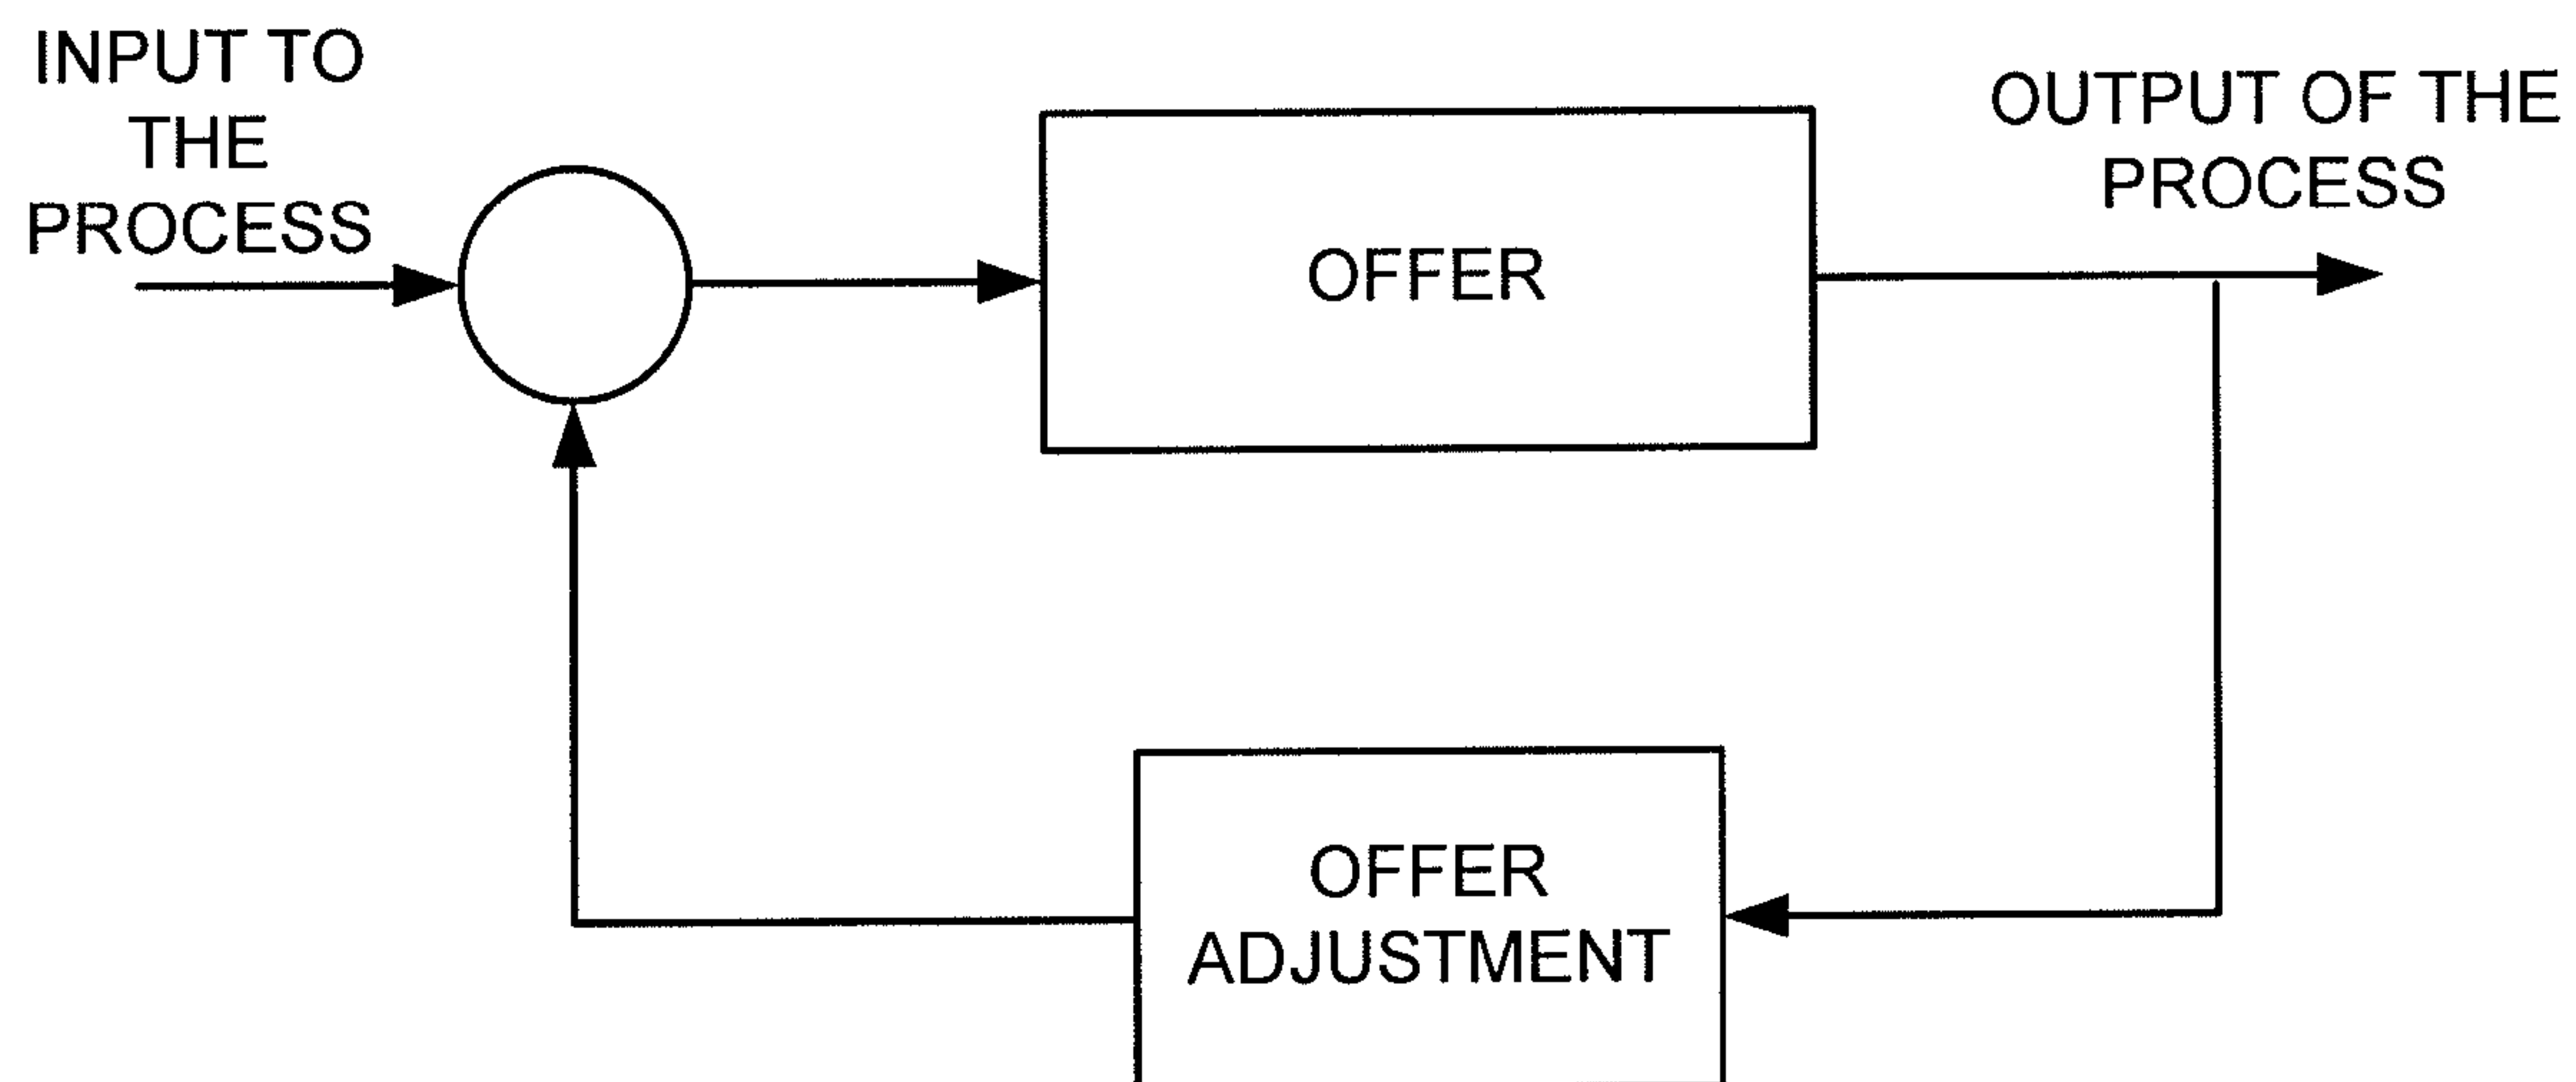 INPUT TO
THE
PROCESS
OFFER
OUTPUT OF THE
PROCESS
OFFER
ADJUSTMENT